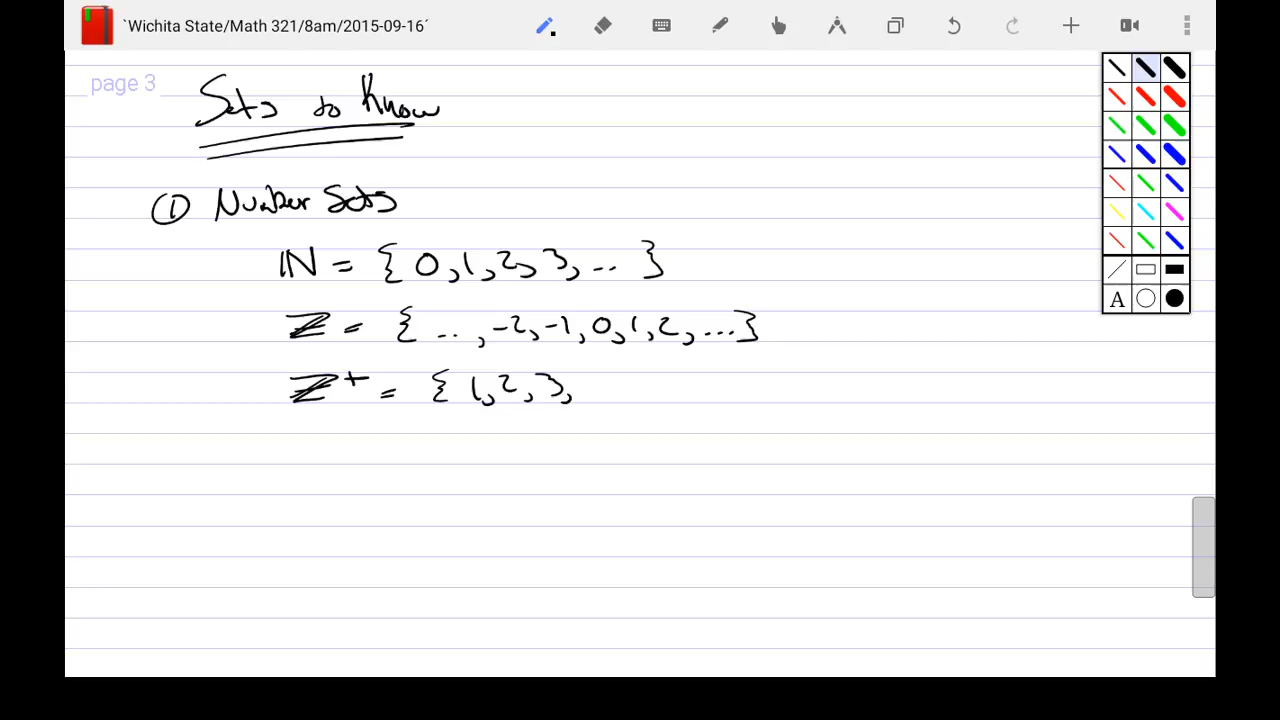 `Wichita State/Math 321/8am/2015-09-16´
page 3
Sets to Know
① Number Sets
ℕ = { 0, 1, 2, 3, ... }
ℤ = { ..., -2, -1, 0, 1, 2, ... }
ℤ+ = { 1, 2, 3,
A